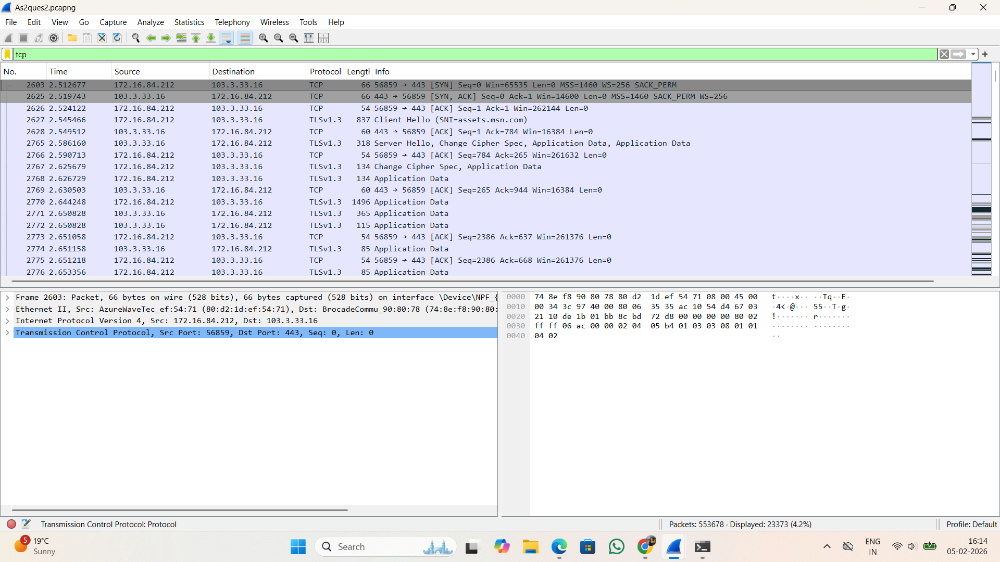 As2ques2.pcapng
File Edit View Go Capture Analyze Statistics Telephony Wireless Tools Help
tcp
No. Time Source Destination Protocol Length Info
2603 2.512677 172.16.84.212 103.3.33.16 TCP 66 56859 → 443 [SYN] Seq=0 Win=65535 Len=0 MSS=1460 WS=256 SACK_PERM
2625 2.519743 103.3.33.16 172.16.84.212 TCP 66 443 → 56859 [SYN, ACK] Seq=0 Ack=1 Win=14600 Len=0 MSS=1460 SACK_PERM WS=256
2626 2.524122 172.16.84.212 103.3.33.16 TCP 54 56859 → 443 [ACK] Seq=1 Ack=1 Win=262144 Len=0
2627 2.545466 172.16.84.212 103.3.33.16 TLSv1.3 837 Client Hello (SNI=assets.msn.com)
2628 2.549512 103.3.33.16 172.16.84.212 TCP 60 443 → 56859 [ACK] Seq=1 Ack=784 Win=16384 Len=0
2765 2.586160 103.3.33.16 172.16.84.212 TLSv1.3 318 Server Hello, Change Cipher Spec, Application Data, Application Data
2766 2.590713 172.16.84.212 103.3.33.16 TCP 54 56859 → 443 [ACK] Seq=784 Ack=265 Win=261632 Len=0
2767 2.625679 172.16.84.212 103.3.33.16 TLSv1.3 134 Change Cipher Spec, Application Data
2768 2.626729 172.16.84.212 103.3.33.16 TLSv1.3 134 Application Data
2769 2.630503 103.3.33.16 172.16.84.212 TCP 60 443 → 56859 [ACK] Seq=265 Ack=944 Win=16384 Len=0
2770 2.644248 172.16.84.212 103.3.33.16 TLSv1.3 1496 Application Data
2771 2.650828 103.3.33.16 172.16.84.212 TLSv1.3 365 Application Data
2772 2.650828 103.3.33.16 172.16.84.212 TLSv1.3 115 Application Data
2773 2.651058 172.16.84.212 103.3.33.16 TCP 54 56859 → 443 [ACK] Seq=2386 Ack=637 Win=261376 Len=0
2774 2.651158 103.3.33.16 172.16.84.212 TLSv1.3 85 Application Data
2775 2.651218 172.16.84.212 103.3.33.16 TCP 54 56859 → 443 [ACK] Seq=2386 Ack=668 Win=261376 Len=0
2776 2.653356 172.16.84.212 103.3.33.16 TLSv1.3 85 Application Data
Frame 2603: Packet, 66 bytes on wire (528 bits), 66 bytes captured (528 bits) on interface \Device\NPF_{
Ethernet II, Src: AzureWaveTec_ef:54:71 (80:d2:1d:ef:54:71), Dst: BrocadeCommu_90:80:78 (74:8e:f8:90:80:
Internet Protocol Version 4, Src: 172.16.84.212, Dst: 103.3.33.16
Transmission Control Protocol, Src Port: 56859, Dst Port: 443, Seq: 0, Len: 0
0000 74 8e f8 90 80 78 80 d2 1d ef 54 71 08 00 45 00 t····x·· ··Tq··E·
0010 00 34 3c 97 40 00 80 06 35 35 ac 10 54 d4 67 03 ·4<·@··· 55··T·g·
0020 21 10 de 1b 01 bb 8c bd 72 d8 00 00 00 00 80 02 !······· r·······
0030 ff ff 06 ac 00 00 02 04 05 b4 01 03 03 08 01 01 ········ ········
0040 04 02 ··
Transmission Control Protocol: Protocol Packets: 553678 · Displayed: 23373 (4.2%) Profile: Default
5
19°C
Sunny
Search
ENG
IN
16:14
05-02-2026